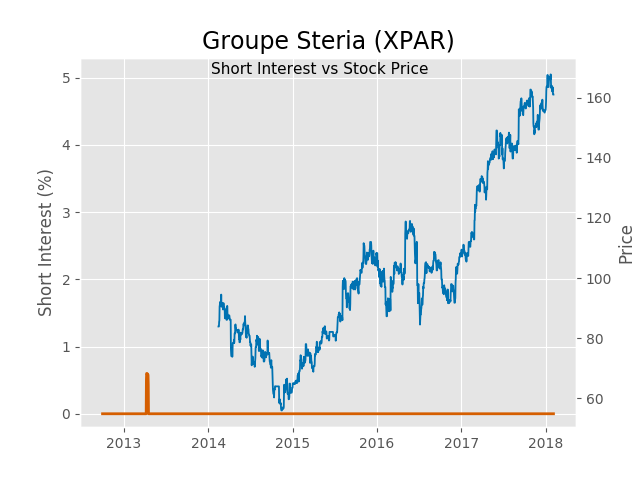 Groupe Steria (XPAR)
Short Interest vs Stock Price
5
4
3
2
1
0
Short Interest (%)
160
140
120
100
80
60
Price
2013 2014 2015 2016 2017 2018